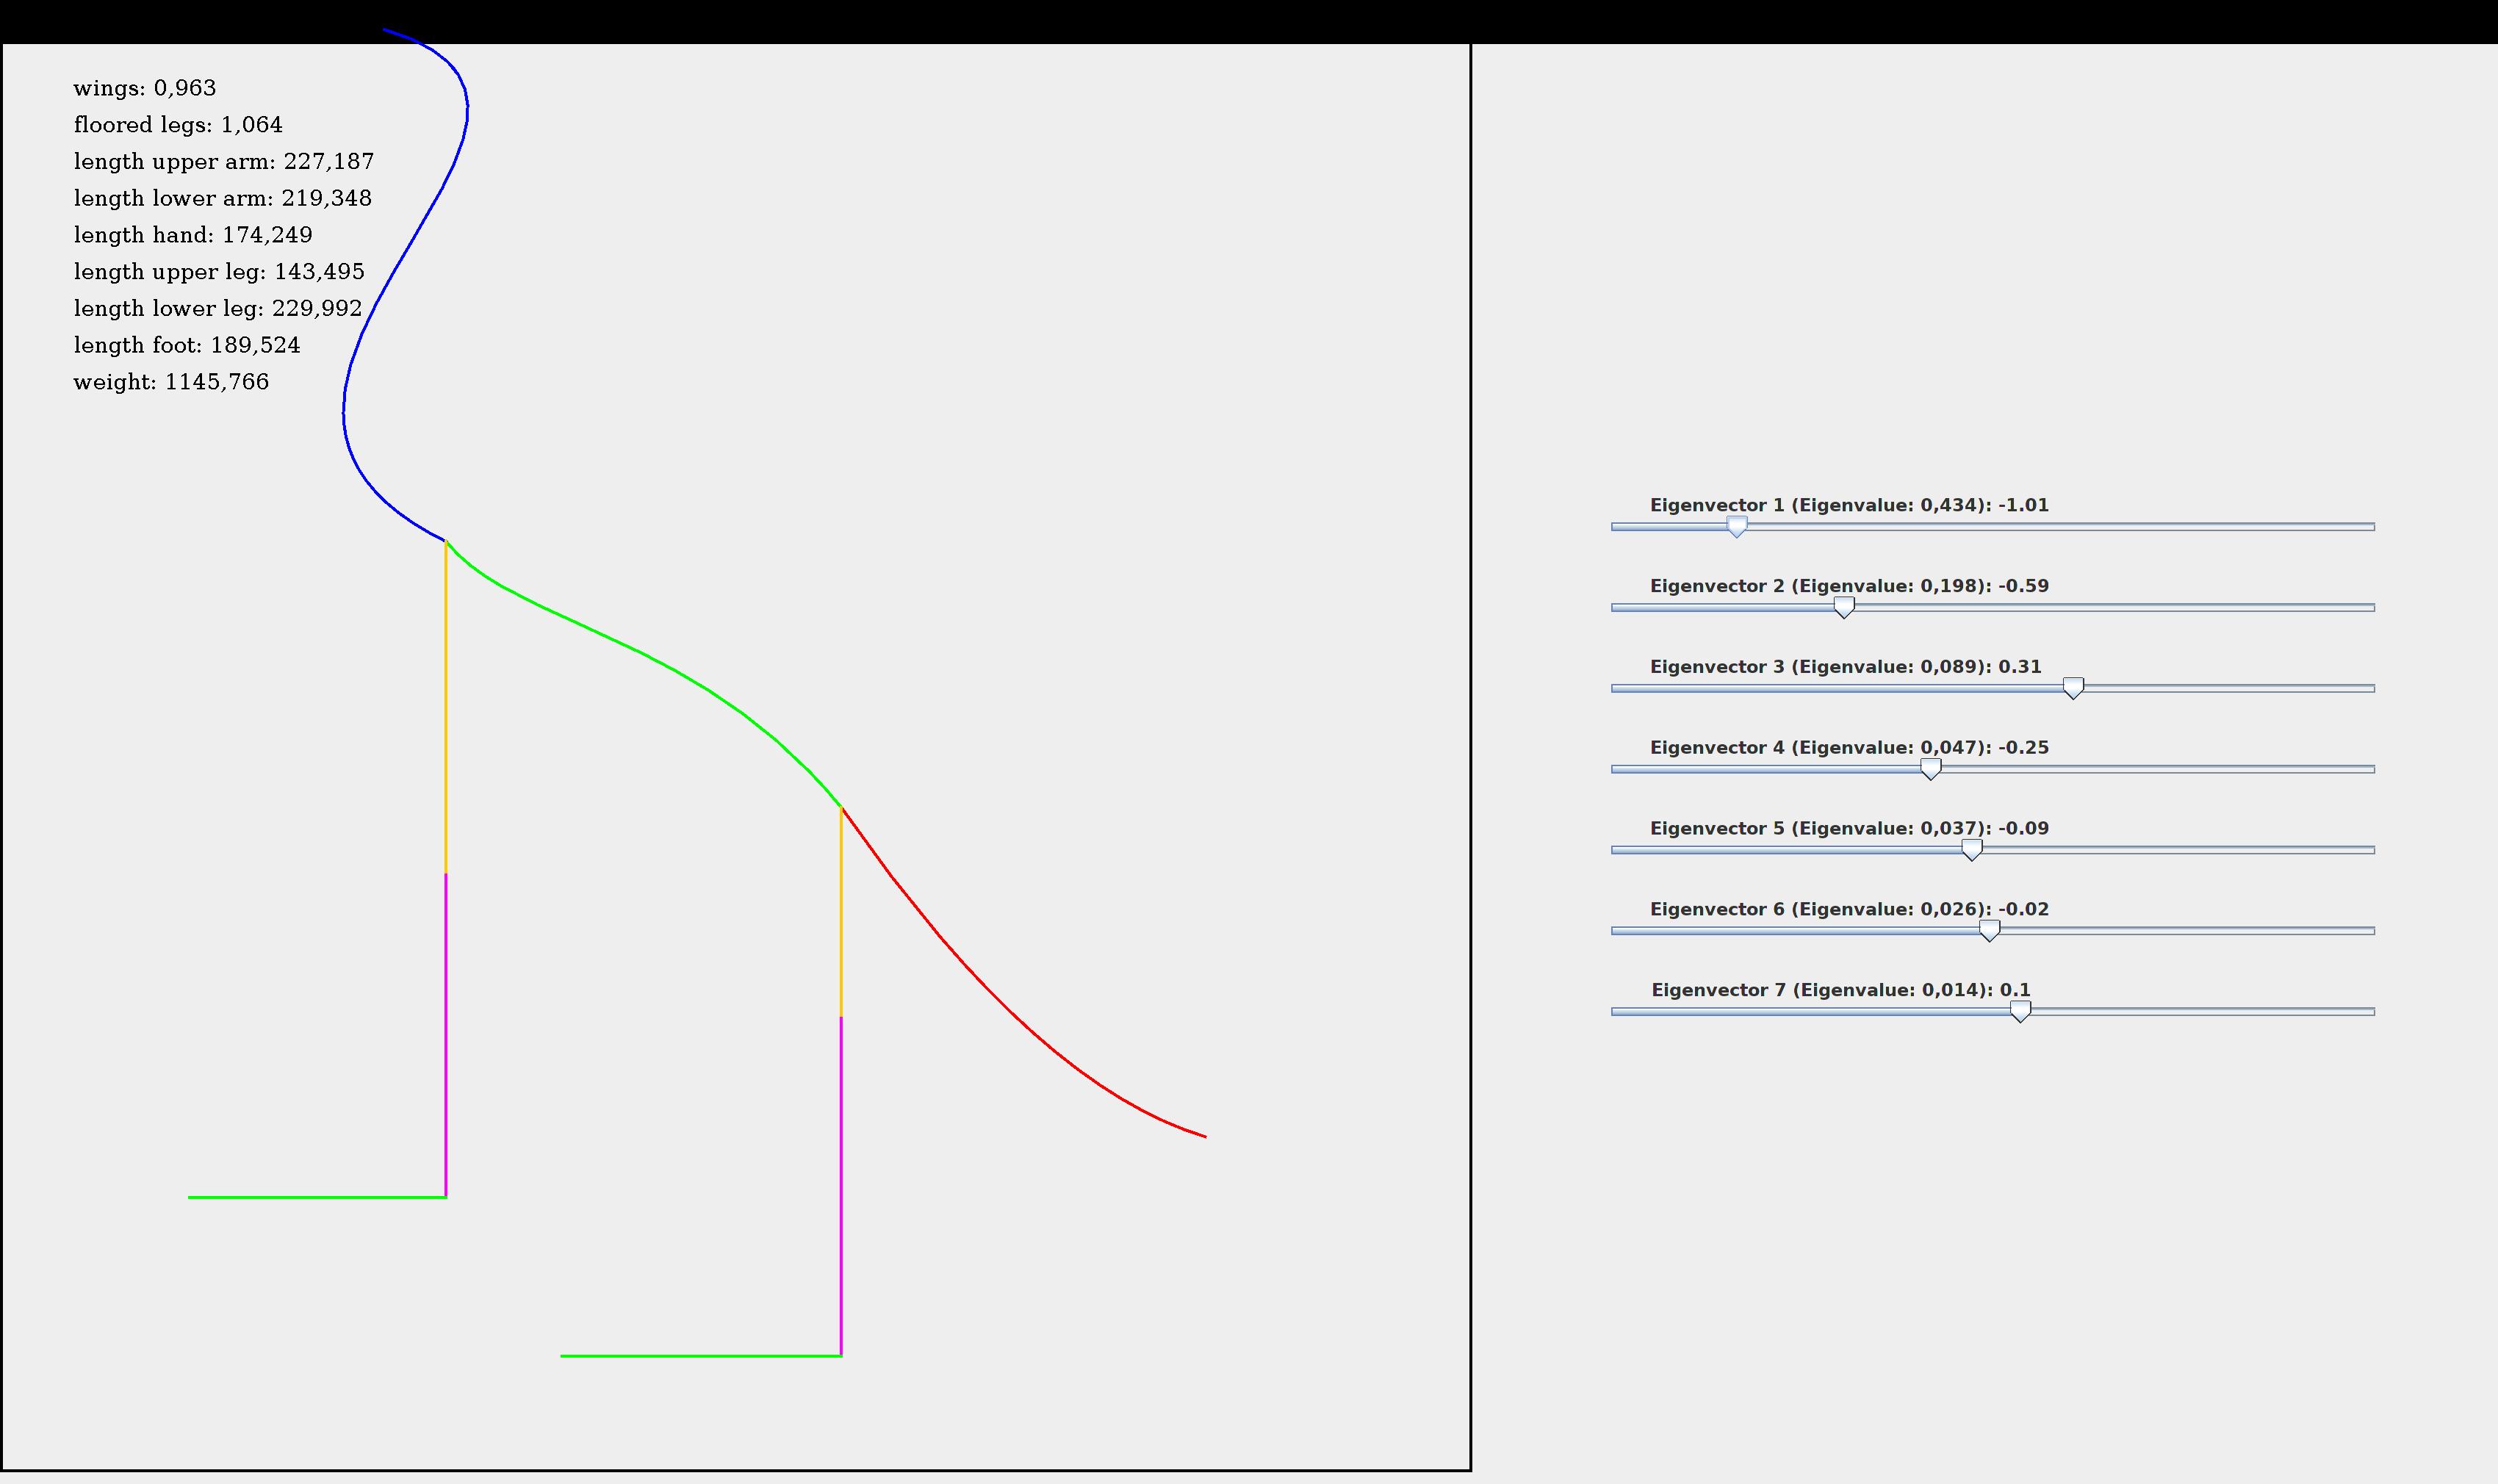 wings: 0,963
floored legs: 1,064
length upper arm: 227,187
length lower arm: 219,348
length hand: 174,249
length upper leg: 143,495
length lower leg: 229,992
length foot: 189,524
weight: 1145,766
Eigenvector 1 (Eigenvalue: 0,434): -1.01
Eigenvector 2 (Eigenvalue: 0,198): -0.59
Eigenvector 3 (Eigenvalue: 0,089): 0.31
Eigenvector 4 (Eigenvalue: 0,047): -0.25
Eigenvector 5 (Eigenvalue: 0,037): -0.09
Eigenvector 6 (Eigenvalue: 0,026): -0.02
Eigenvector 7 (Eigenvalue: 0,014): 0.1